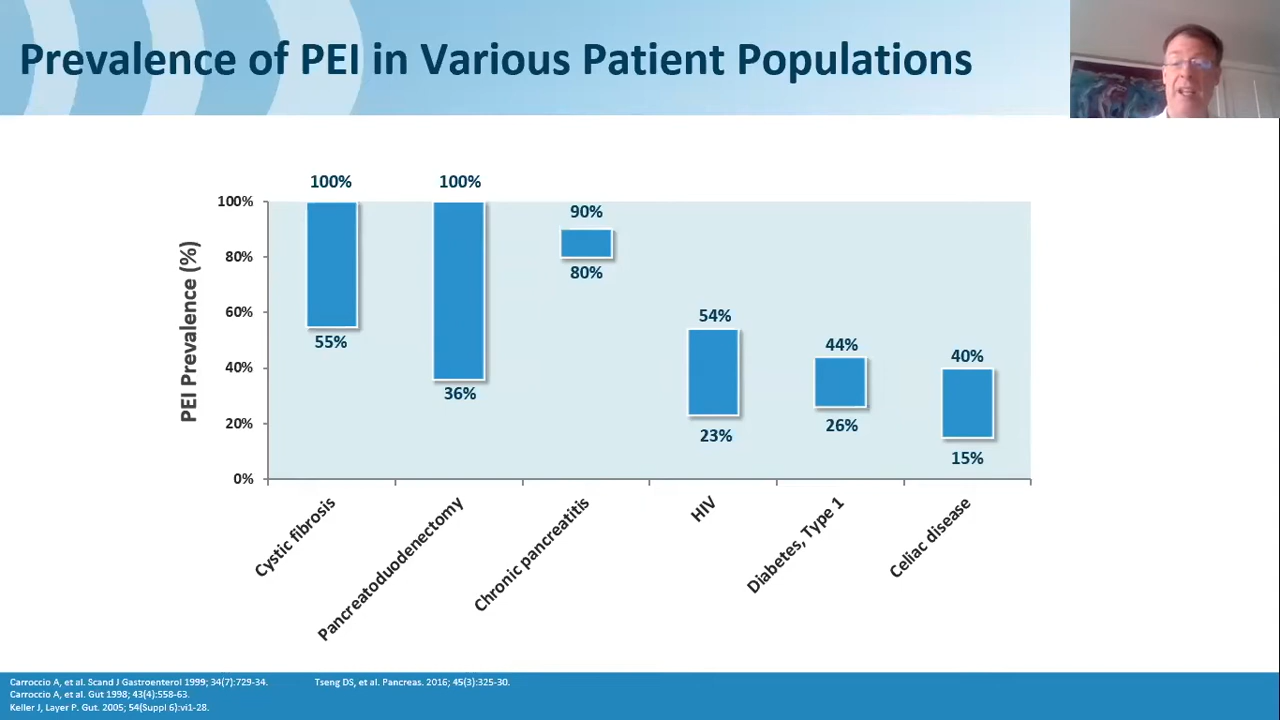 Prevalence of PEI in Various Patient Populations
PEI Prevalence (%)
100%
80%
60%
40%
20%
0%
100%
55%
100%
36%
90%
80%
54%
23%
44%
26%
40%
15%
Cystic fibrosis
Pancreatoduodenectomy
Chronic pancreatitis
HIV
Diabetes, Type 1
Celiac disease
Carroccio A, et al. Scand J Gastroenterol 1999; 34(7):729-34.
Carroccio A, et al. Gut 1998; 43(4):558-63.
Keller J, Layer P. Gut. 2005; 54(Suppl 6):vi1-28.
Tseng DS, et al. Pancreas. 2016; 45(3):325-30.